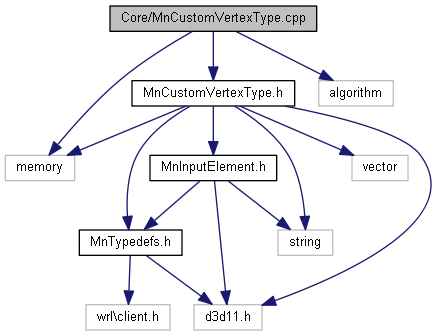 Core/MnCustomVertexType.cpp
MnCustomVertexType.h
algorithm
memory
MnInputElement.h
vector
MnTypedefs.h
string
wrl\client.h
d3d11.h